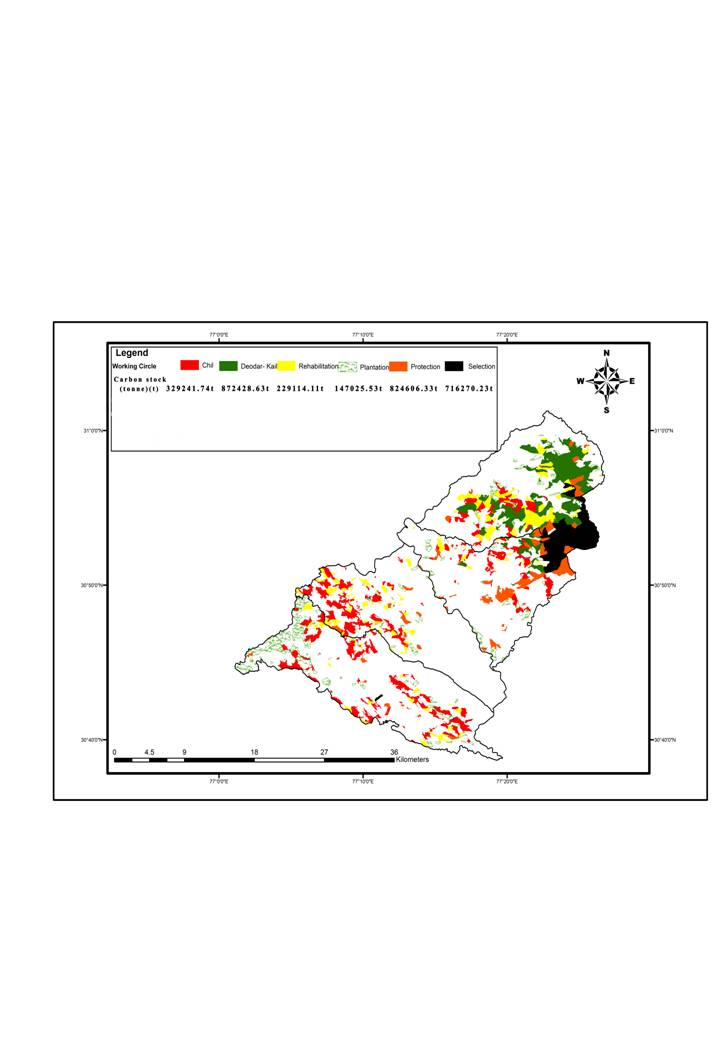 77°0'0"E 77°10'0"E 77°20'0"E
Legend
Working Circle Chil Deodar- Kail Rehabilitation Plantation Protection Selection
Carbon stock
(tonne)(t) 329241.74t 872428.63t 229114.11t 147025.53t 824606.33t 716270.23t
N
W E
S
31°0'0"N 31°0'0"N
30°50'0"N 30°50'0"N
30°40'0"N 30°40'0"N
0 4.5 9 18 27 36
Kilometers
77°0'0"E 77°10'0"E 77°20'0"E